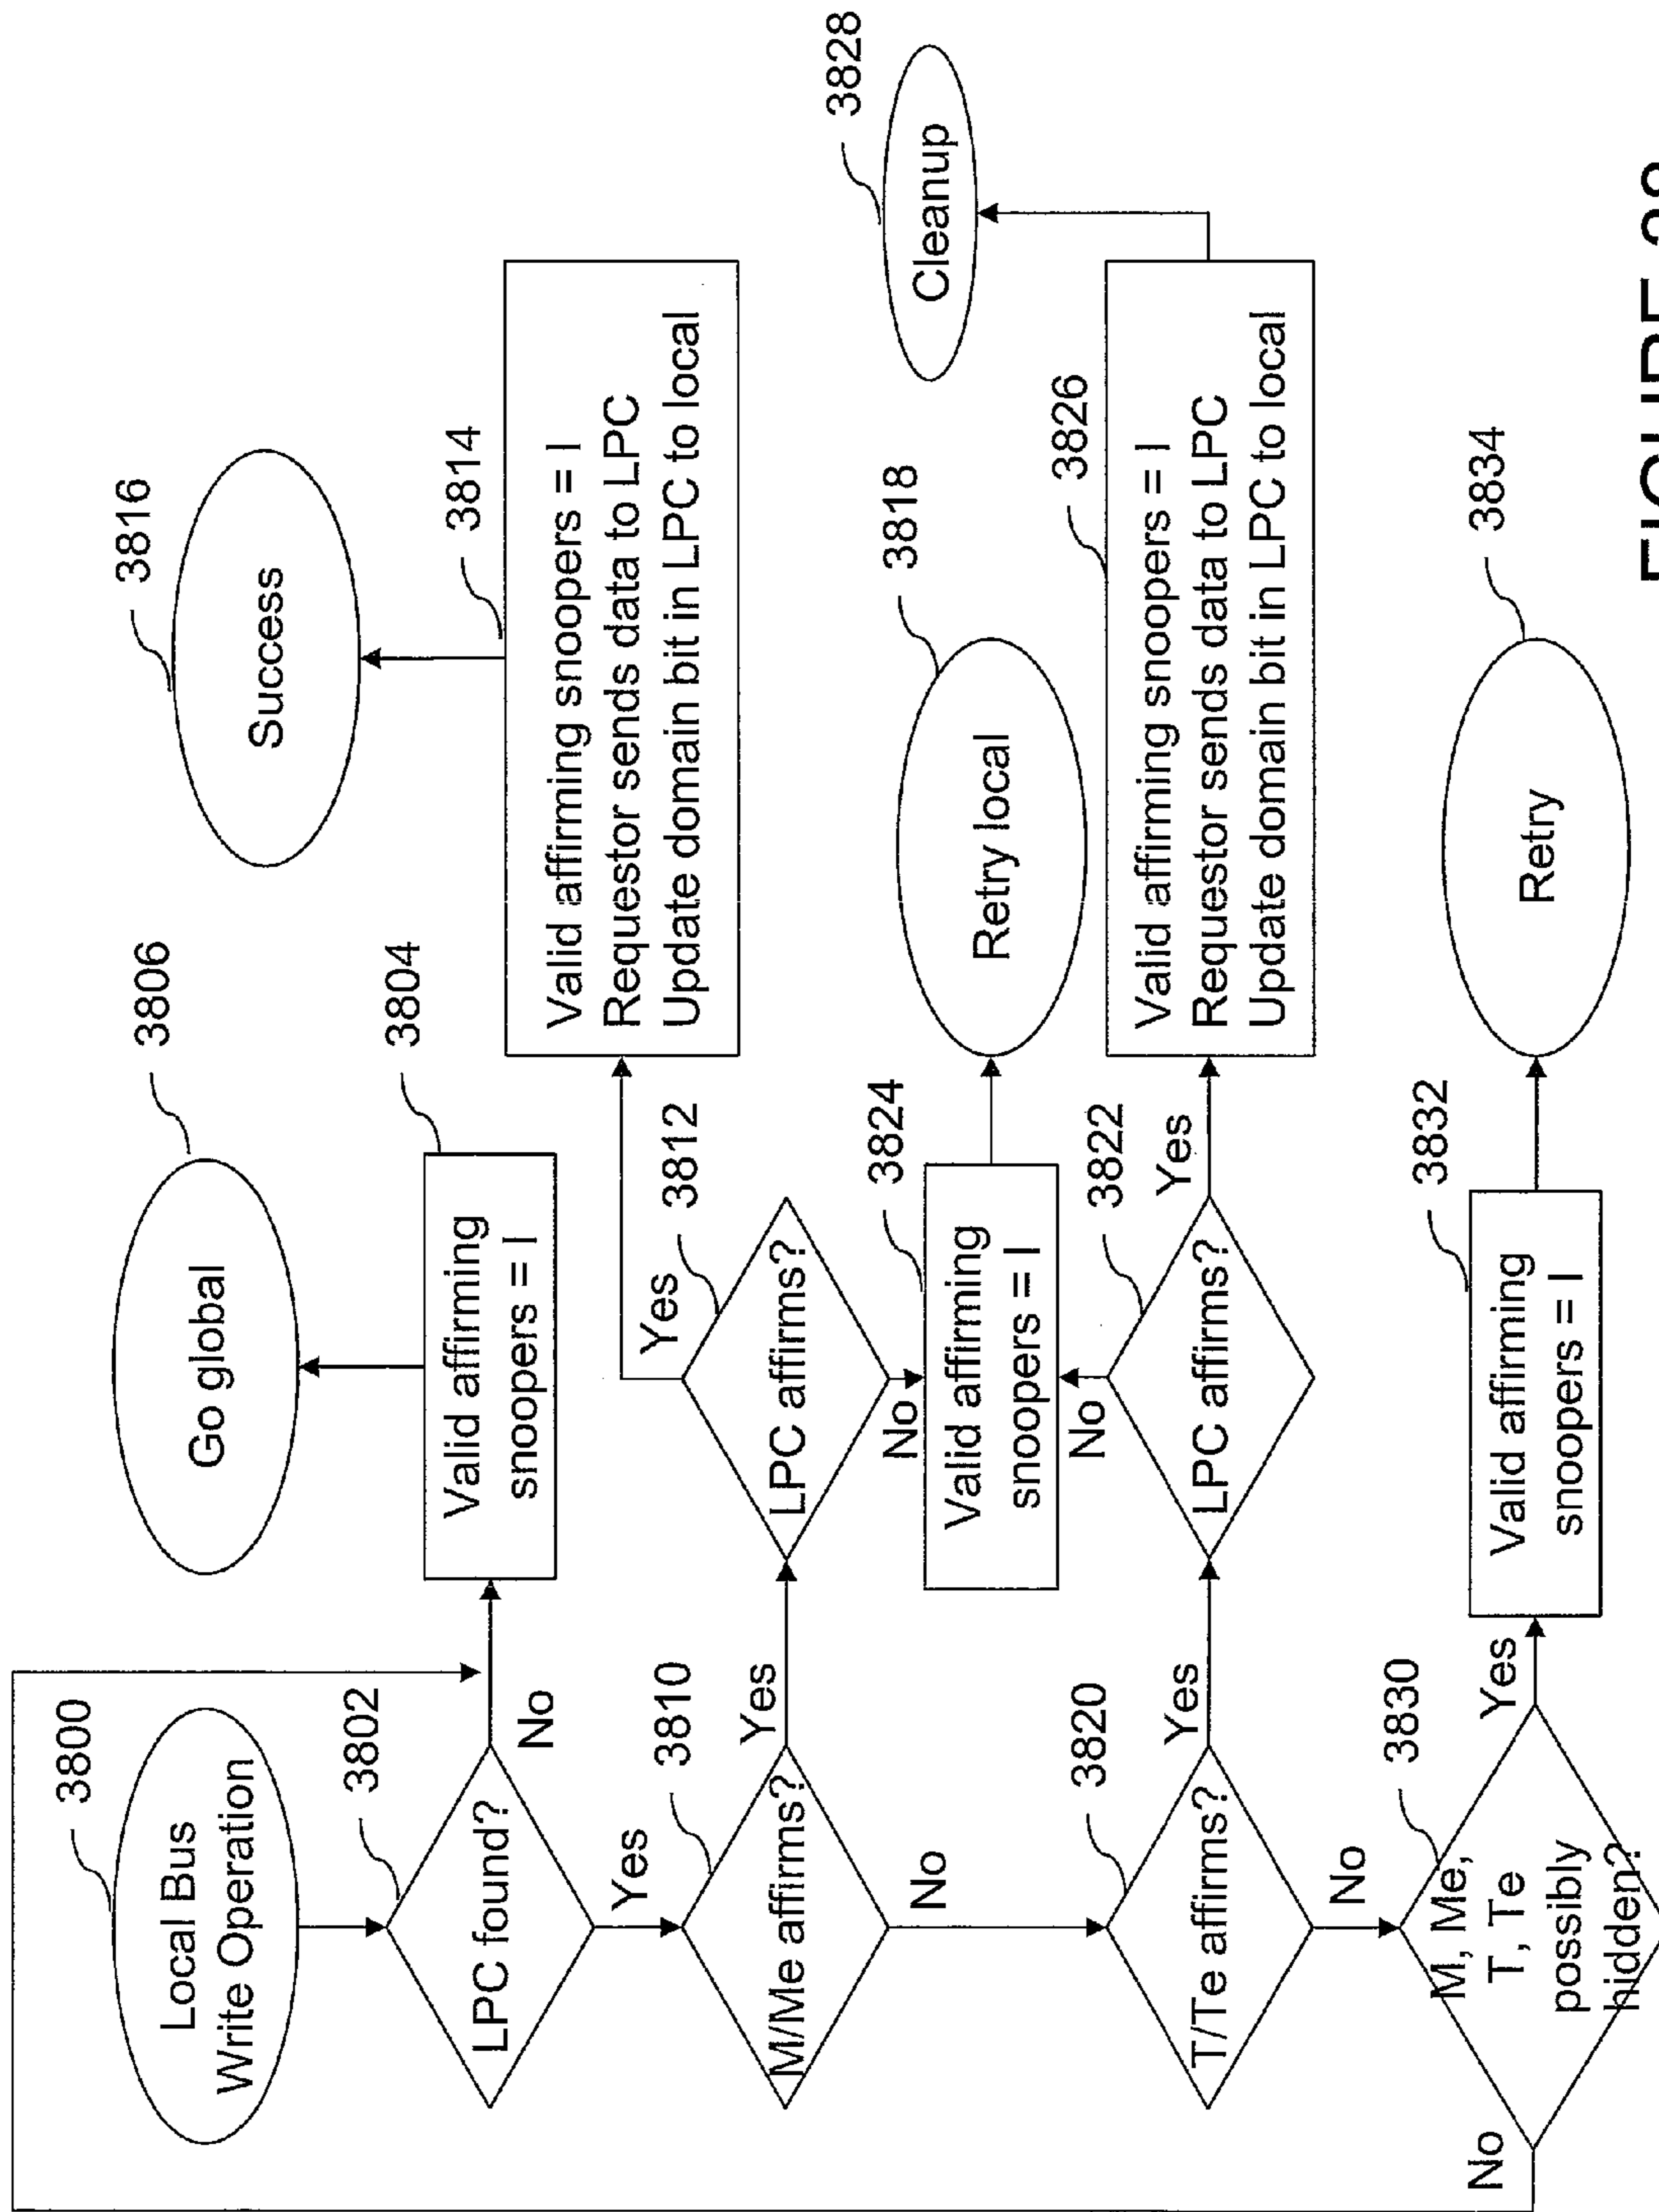 3800
Local Bus
Write Operation
3802
LPC found?
No
Yes
3804
Valid affirming
snoopers = I
3806
Go global
3810
M/Me affirms?
Yes
No
3812
LPC affirms?
Yes
No
3814
Valid affirming snoopers = I
Requestor sends data to LPC
Update domain bit in LPC to local
3816
Success
3824
Valid affirming
snoopers = I
3818
Retry local
3820
T/Te affirms?
Yes
No
3822
LPC affirms?
Yes
No
3826
Valid affirming snoopers = I
Requestor sends data to LPC
Update domain bit in LPC to local
3828
Cleanup
3830
M, Me,
T, Te
possibly
hidden?
Yes
No
3832
Valid affirming
snoopers = I
3834
Retry